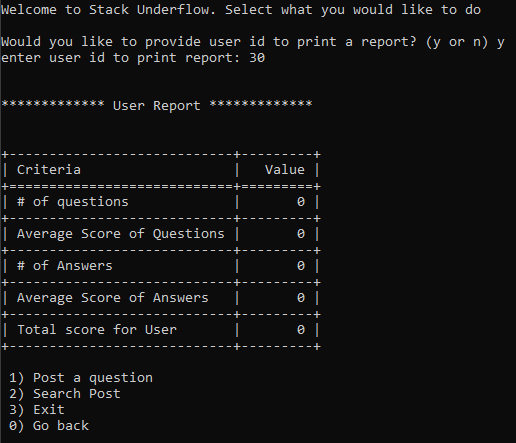 Welcome to Stack Underflow. Select what you would like to do
Would you like to provide user id to print a report? (y or n) y
enter user id to print report: 30
************* User Report *************
+----------------------------+---------+
| Criteria                   |   Value |
+============================+=========+
| # of questions             |       0 |
+----------------------------+---------+
| Average Score of Questions |       0 |
+----------------------------+---------+
| # of Answers               |       0 |
+----------------------------+---------+
| Average Score of Answers   |       0 |
+----------------------------+---------+
| Total score for User       |       0 |
+----------------------------+---------+
1) Post a question
2) Search Post
3) Exit
0) Go back